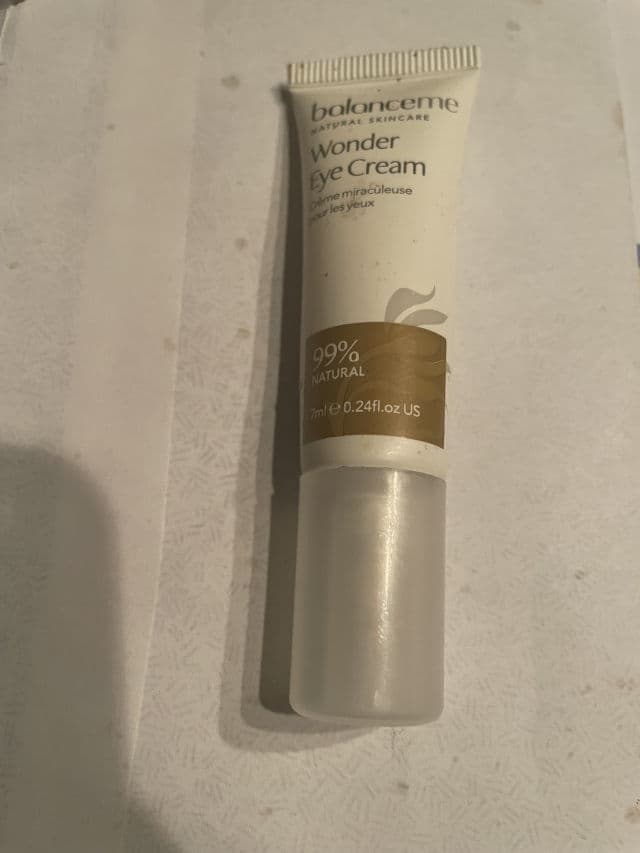 balanceme
NATURAL SKINCARE
Wonder
Eye Cream
Crème miraculeuse
pour les yeux
99%
NATURAL
7ml ℮ 0.24fl.oz US